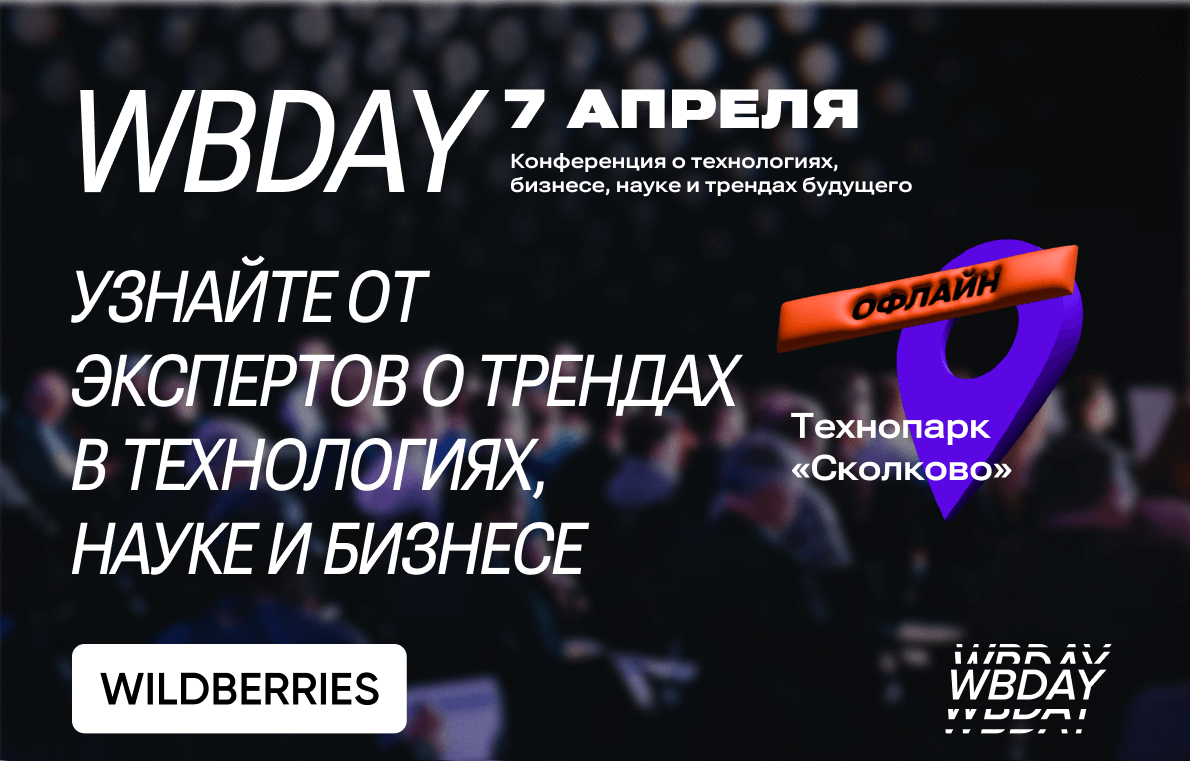 WBDAY
7 АПРЕЛЯ
Конференция о технологиях,
бизнесе, науке и трендах будущего
УЗНАЙТЕ ОТ
ЭКСПЕРТОВ О ТРЕНДАХ
В ТЕХНОЛОГИЯХ,
НАУКЕ И БИЗНЕСЕ
ОФЛАЙН
Технопарк
«Сколково»
WILDBERRIES
WBDAY
WBDAY
WBDAY